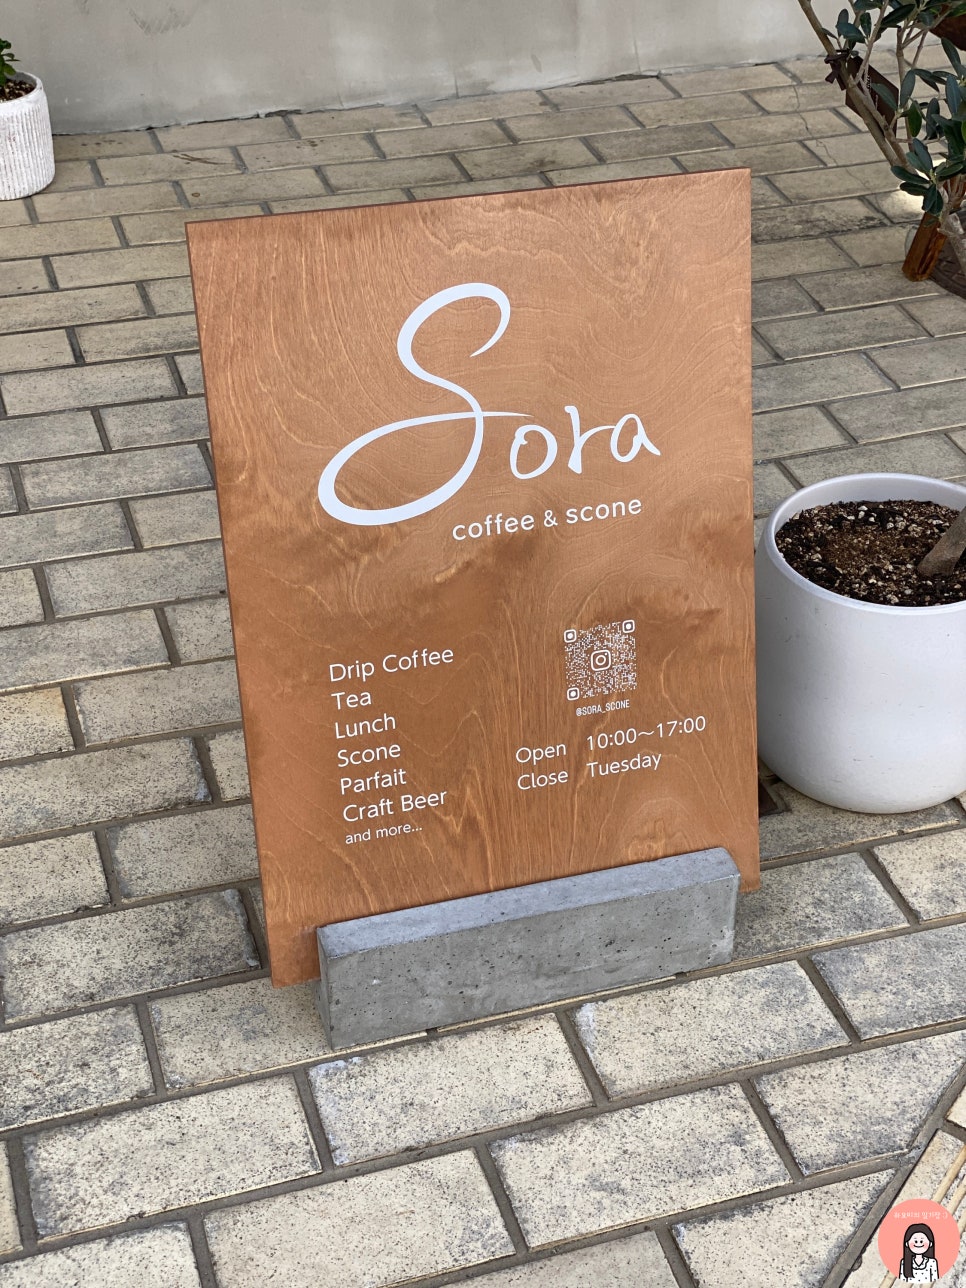 Sora
coffee & scone
Drip Coffee
Tea
Lunch
Scone
Parfait
Craft Beer
and more...
@SORA_SCONE
Open 10:00〜17:00
Close Tuesday